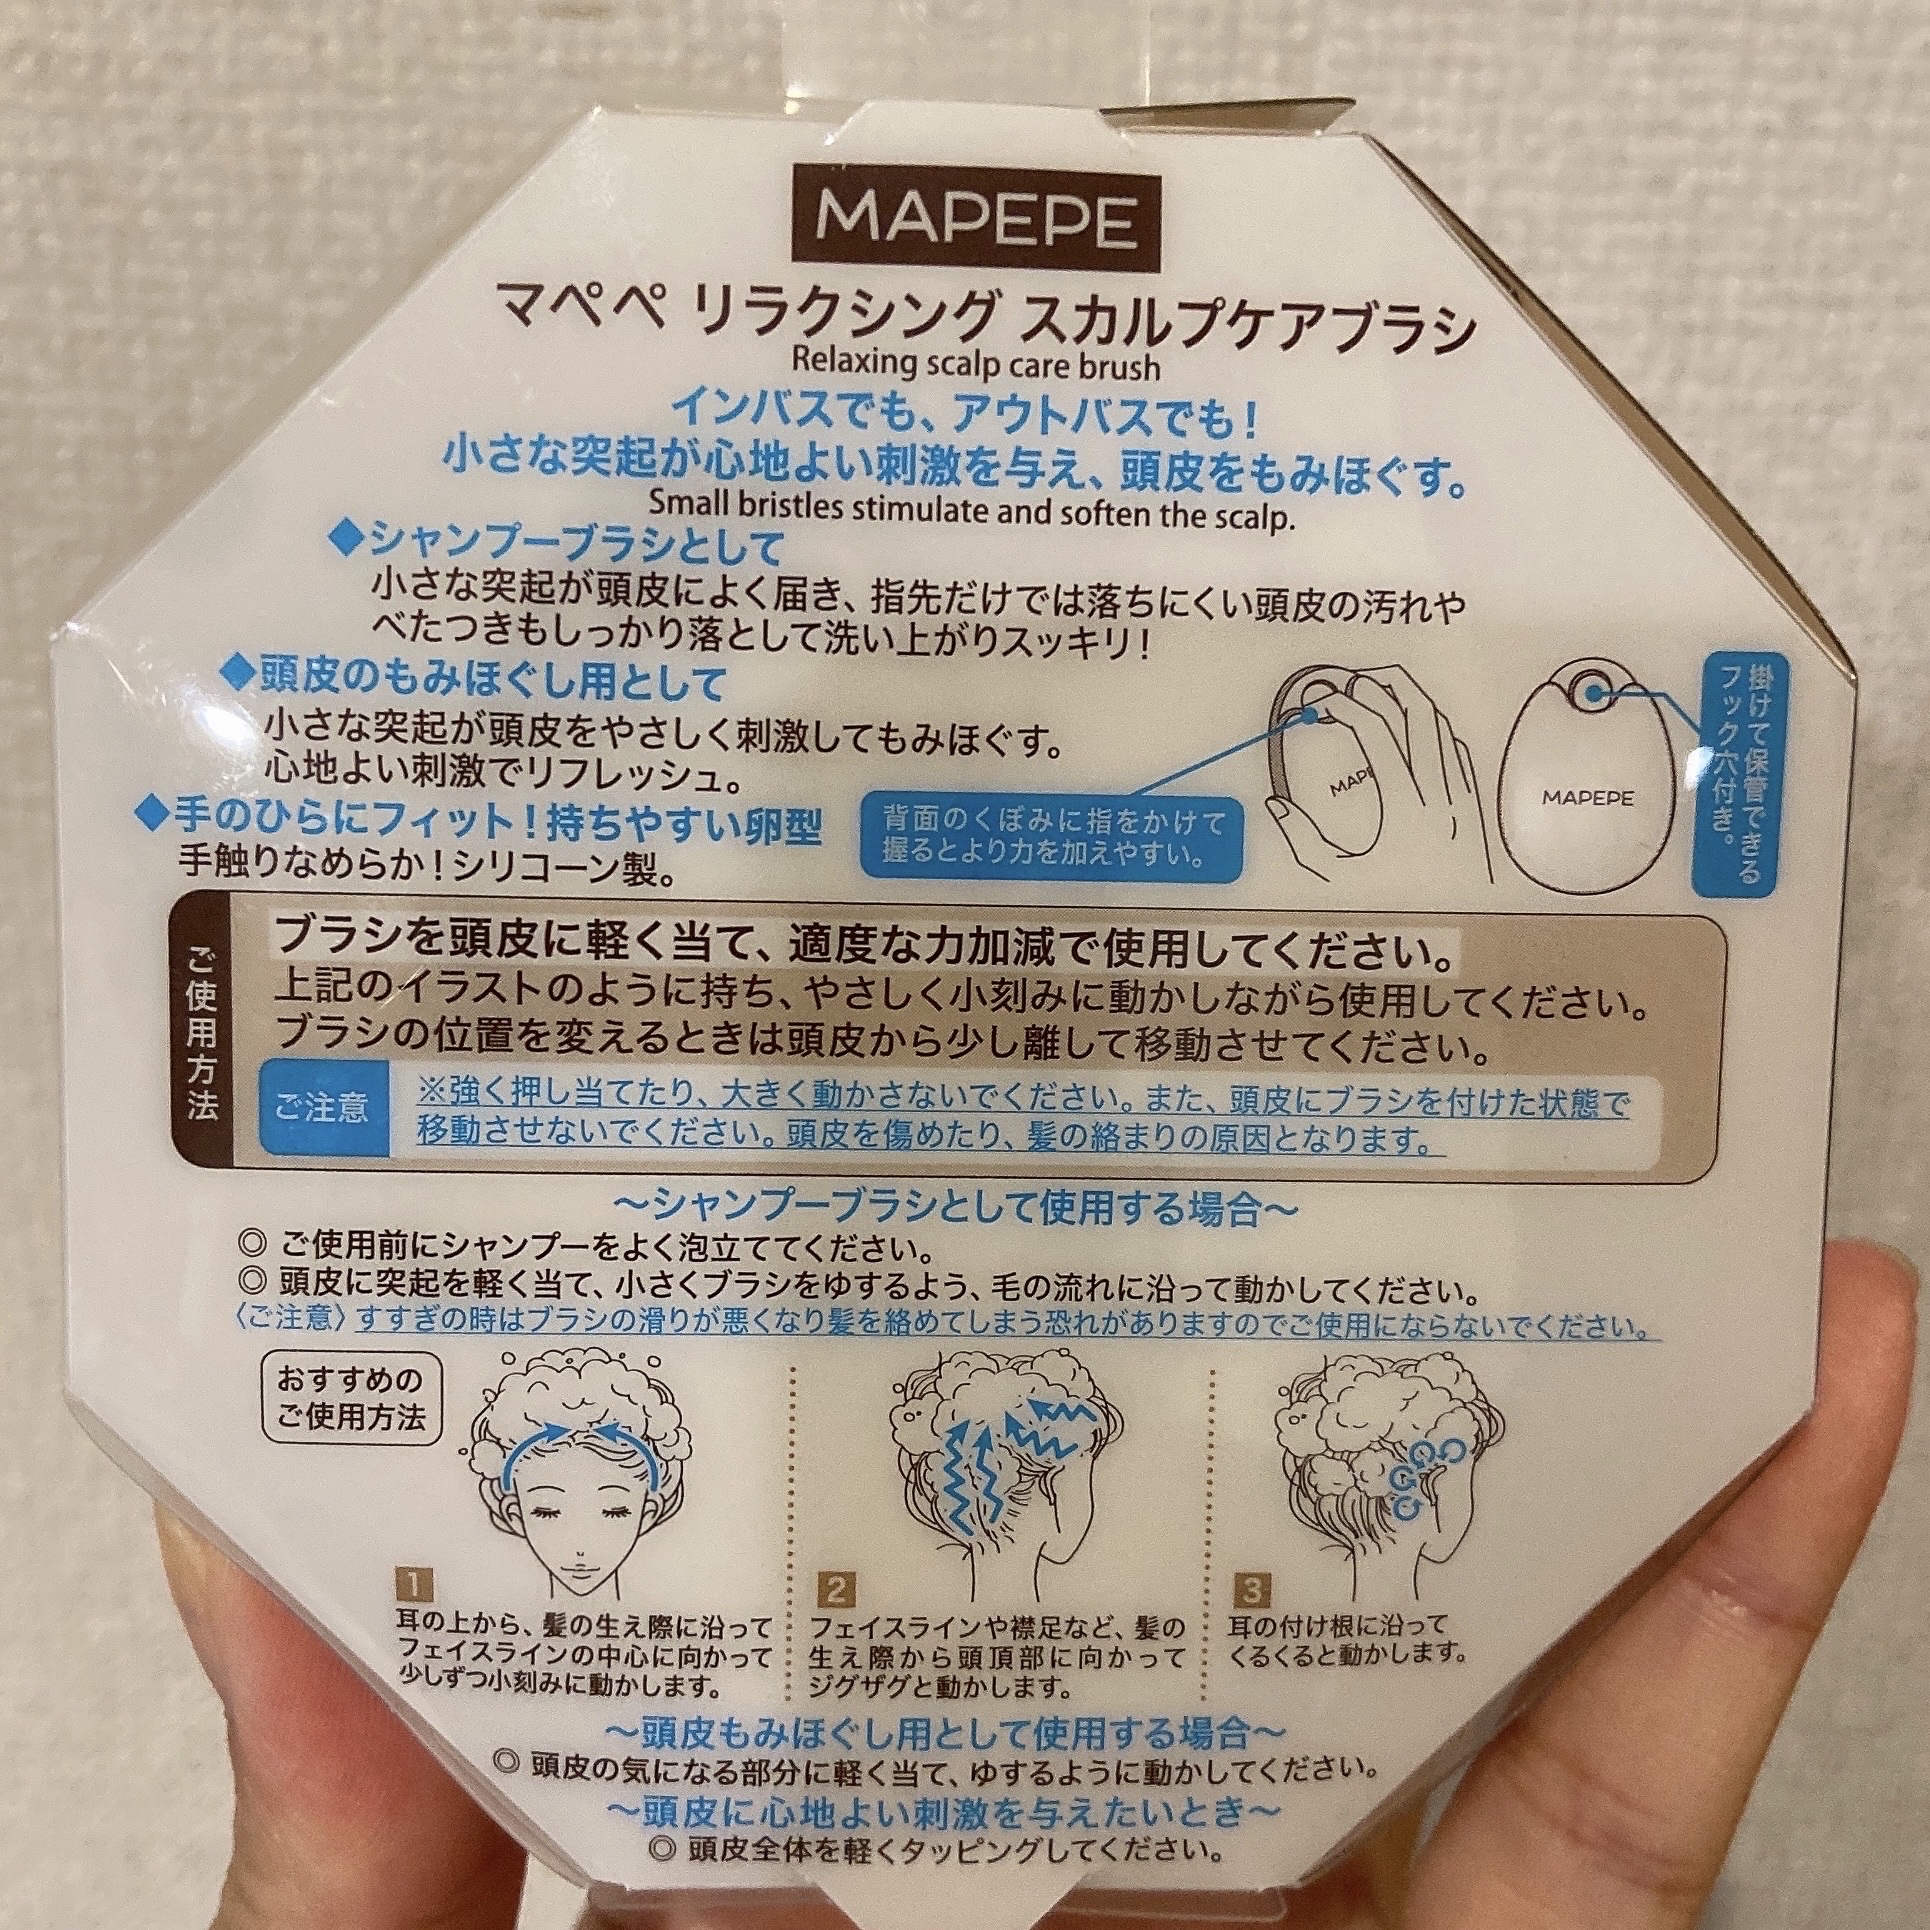 MAPEPE
マペペ リラクシング スカルプケアブラシ
Relaxing scalp care brush
インバスでも、アウトバスでも！
小さな突起が心地よい刺激を与え、頭皮をもみほぐす。
Small bristles stimulate and soften the scalp.
◆シャンプーブラシとして
小さな突起が頭皮によく届き、指先だけでは落ちにくい頭皮の汚れや
べたつきもしっかり落として洗い上がりスッキリ！
◆頭皮のもみほぐし用として
小さな突起が頭皮をやさしく刺激してもみほぐす。
心地よい刺激でリフレッシュ。
◆手のひらにフィット！持ちやすい卵型
手触りなめらか！シリコーン製。
背面のくぼみに指をかけて
握るとより力を加えやすい。
MAPE
MAPEPE
掛けて保管できる
フック穴付き。
ご使用方法
ブラシを頭皮に軽く当て、適度な力加減で使用してください。
上記のイラストのように持ち、やさしく小刻みに動かしながら使用してください。
ブラシの位置を変えるときは頭皮から少し離して移動させてください。
ご注意
※強く押し当てたり、大きく動かさないでください。また、頭皮にブラシを付けた状態で
移動させないでください。頭皮を傷めたり、髪の絡まりの原因となります。
～シャンプーブラシとして使用する場合～
◎ ご使用前にシャンプーをよく泡立ててください。
◎ 頭皮に突起を軽く当て、小さくブラシをゆするよう、毛の流れに沿って動かしてください。
〈ご注意〉すすぎの時はブラシの滑りが悪くなり髪を絡めてしまう恐れがありますのでご使用にならないでください。
おすすめの
ご使用方法
1
耳の上から、髪の生え際に沿って
フェイスラインの中心に向かって
少しずつ小刻みに動かします。
2
フェイスラインや襟足など、髪の
生え際から頭頂部に向かって
ジグザグと動かします。
3
耳の付け根に沿って
くるくると動かします。
～頭皮もみほぐし用として使用する場合～
◎ 頭皮の気になる部分に軽く当て、ゆするように動かしてください。
～頭皮に心地よい刺激を与えたいとき～
◎ 頭皮全体を軽くタッピングしてください。